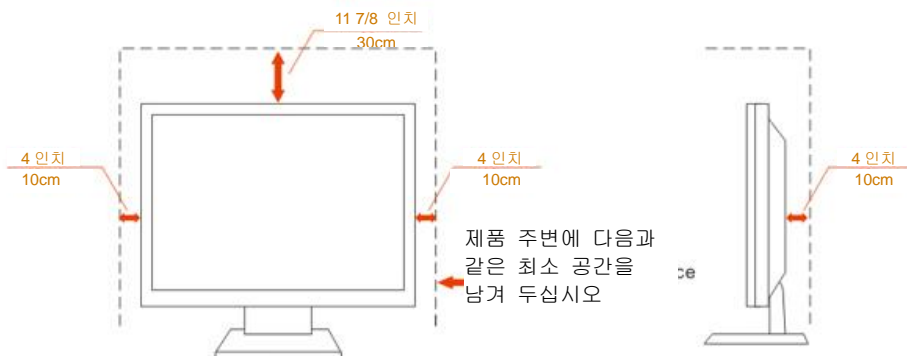 11 7/8 인치
30cm
4 인치
10cm
4 인치
10cm
제품 주변에 다음과
같은 최소 공간을
남겨 두십시오
4 인치
10cm